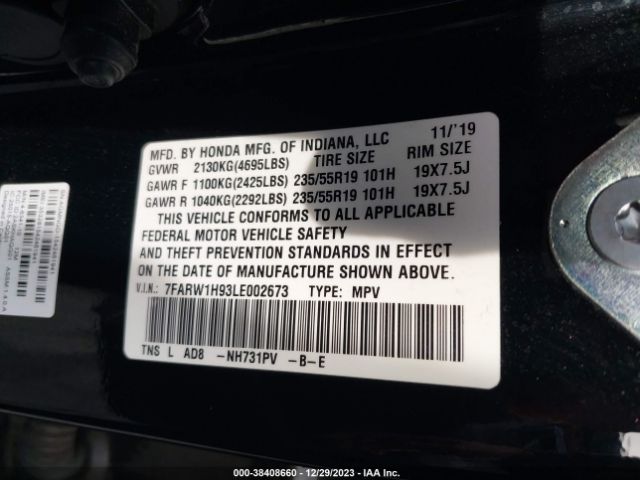 MFD. BY HONDA MFG. OF INDIANA, LLC 11/'19
GVWR 2130KG(4695LBS) TIRE SIZE RIM SIZE
GAWR F 1100KG(2425LBS) 235/55R19 101H 19X7.5J
GAWR R 1040KG(2292LBS) 235/55R19 101H 19X7.5J
THIS VEHICLE CONFORMS TO ALL APPLICABLE
FEDERAL MOTOR VEHICLE SAFETY
AND THEFT PREVENTION STANDARDS IN EFFECT ON THE
DATE OF MANUFACTURE SHOWN ABOVE.
V.I.N.: 7FARW1H93LE002673 TYPE: MPV
TNS L AD8 -NH731PV -B-E
000-38408660 - 12/29/2023 - IAA Inc.